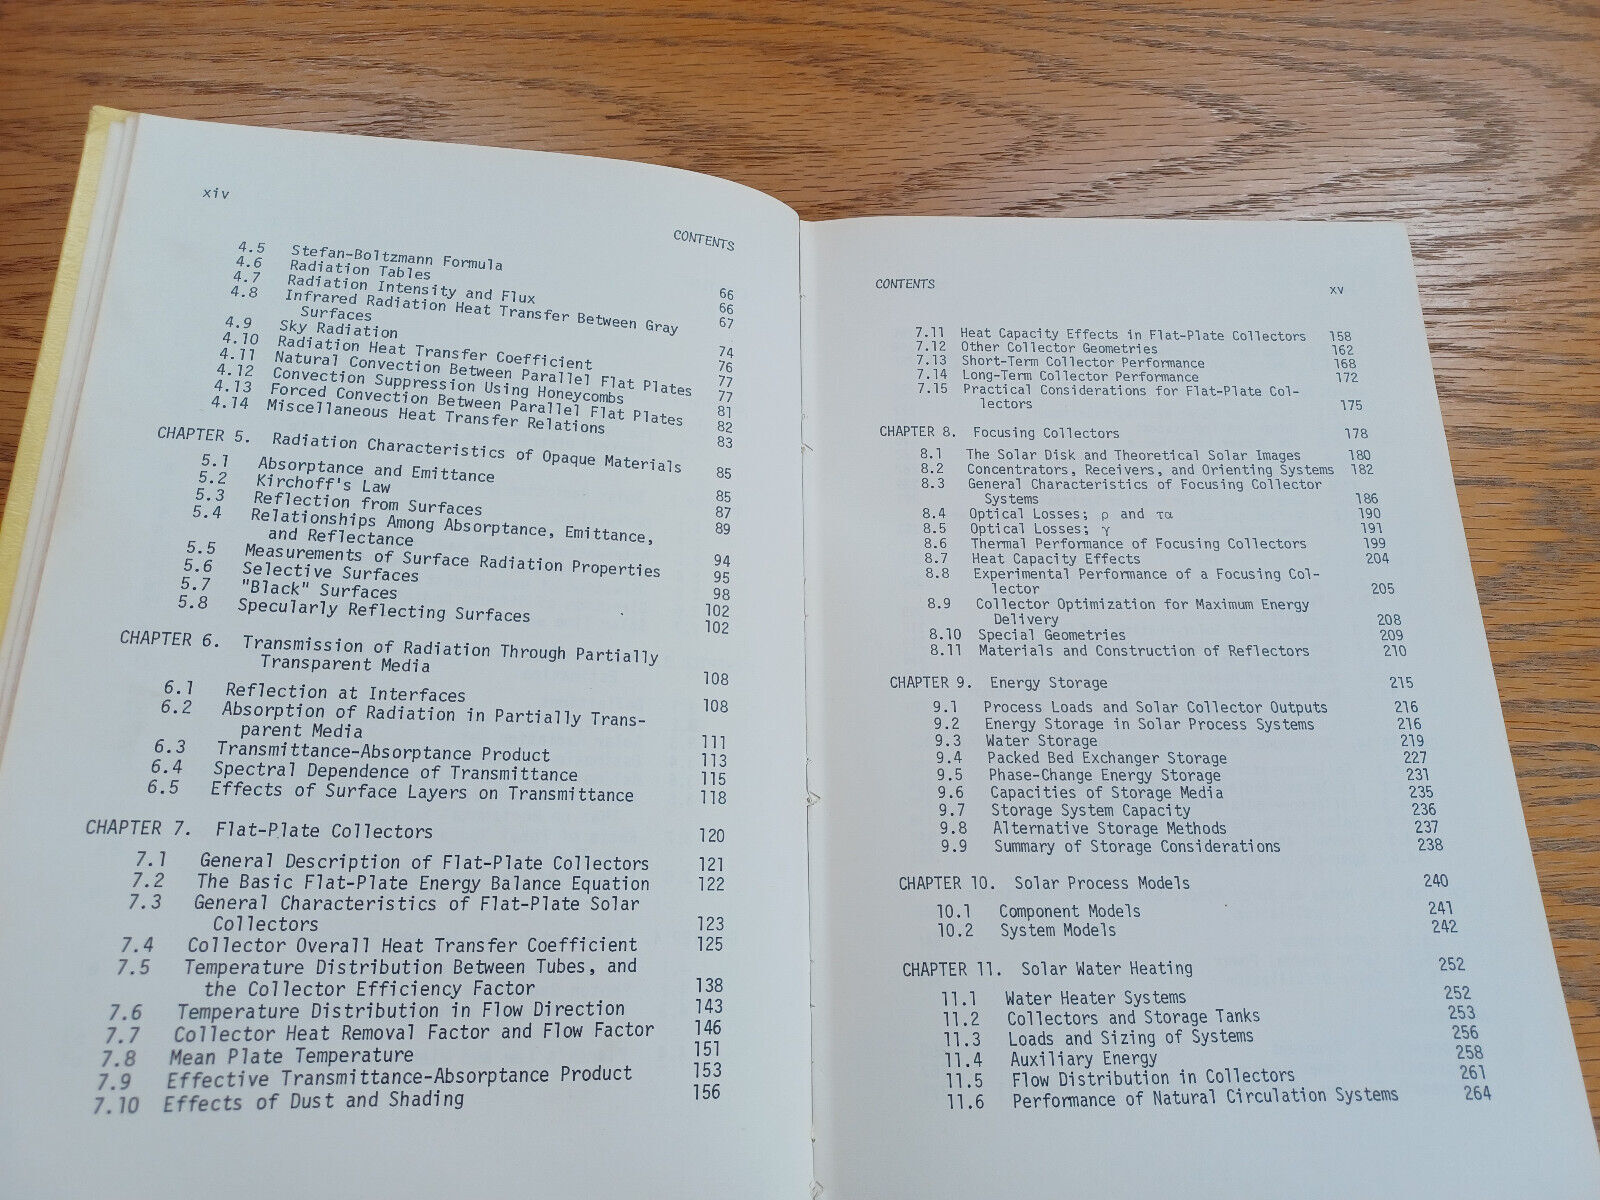 xiv
CONTENTS
4.5 Stefan-Boltzmann Formula 66
4.6 Radiation Tables 66
4.7 Radiation Intensity and Flux 67
4.8 Infrared Radiation Heat Transfer Between Gray
Surfaces 74
4.9 Sky Radiation 76
4.10 Radiation Heat Transfer Coefficient 77
4.11 Natural Convection Between Parallel Flat Plates 77
4.12 Convection Suppression Using Honeycombs 81
4.13 Forced Convection Between Parallel Flat Plates 82
4.14 Miscellaneous Heat Transfer Relations 83
CHAPTER 5. Radiation Characteristics of Opaque Materials 85
5.1 Absorptance and Emittance 85
5.2 Kirchoff's Law 87
5.3 Reflection from Surfaces 89
5.4 Relationships Among Absorptance, Emittance,
and Reflectance 94
5.5 Measurements of Surface Radiation Properties 95
5.6 Selective Surfaces 98
5.7 "Black" Surfaces 102
5.8 Specularly Reflecting Surfaces 102
CHAPTER 6. Transmission of Radiation Through Partially
Transparent Media 108
6.1 Reflection at Interfaces 108
6.2 Absorption of Radiation in Partially Trans-
parent Media 111
6.3 Transmittance-Absorptance Product 113
6.4 Spectral Dependence of Transmittance 115
6.5 Effects of Surface Layers on Transmittance 118
CHAPTER 7. Flat-Plate Collectors 120
7.1 General Description of Flat-Plate Collectors 121
7.2 The Basic Flat-Plate Energy Balance Equation 122
7.3 General Characteristics of Flat-Plate Solar
Collectors 123
7.4 Collector Overall Heat Transfer Coefficient 125
7.5 Temperature Distribution Between Tubes, and
the Collector Efficiency Factor 138
7.6 Temperature Distribution in Flow Direction 143
7.7 Collector Heat Removal Factor and Flow Factor 146
7.8 Mean Plate Temperature 151
7.9 Effective Transmittance-Absorptance Product 153
7.10 Effects of Dust and Shading 156
CONTENTS
xv
7.11 Heat Capacity Effects in Flat-Plate Collectors 158
7.12 Other Collector Geometries 162
7.13 Short-Term Collector Performance 168
7.14 Long-Term Collector Performance 172
7.15 Practical Considerations for Flat-Plate Col-
lectors 175
CHAPTER 8. Focusing Collectors 178
8.1 The Solar Disk and Theoretical Solar Images 180
8.2 Concentrators, Receivers, and Orienting Systems 182
8.3 General Characteristics of Focusing Collector
Systems 186
8.4 Optical Losses; ρ and τα 190
8.5 Optical Losses; γ 191
8.6 Thermal Performance of Focusing Collectors 199
8.7 Heat Capacity Effects 204
8.8 Experimental Performance of a Focusing Col-
lector 205
8.9 Collector Optimization for Maximum Energy
Delivery 208
8.10 Special Geometries 209
8.11 Materials and Construction of Reflectors 210
CHAPTER 9. Energy Storage 215
9.1 Process Loads and Solar Collector Outputs 216
9.2 Energy Storage in Solar Process Systems 216
9.3 Water Storage 219
9.4 Packed Bed Exchanger Storage 227
9.5 Phase-Change Energy Storage 231
9.6 Capacities of Storage Media 235
9.7 Storage System Capacity 236
9.8 Alternative Storage Methods 237
9.9 Summary of Storage Considerations 238
CHAPTER 10. Solar Process Models 240
10.1 Component Models 241
10.2 System Models 242
CHAPTER 11. Solar Water Heating 252
11.1 Water Heater Systems 252
11.2 Collectors and Storage Tanks 253
11.3 Loads and Sizing of Systems 256
11.4 Auxiliary Energy 258
11.5 Flow Distribution in Collectors 261
11.6 Performance of Natural Circulation Systems 264